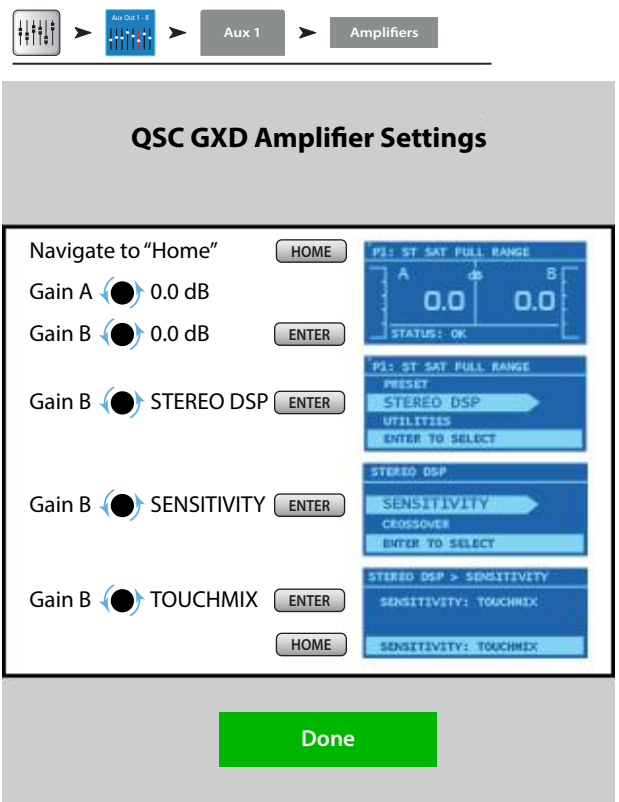 Aux Out 1 - 8
Aux 1
Amplifiers
QSC GXD Amplifier Settings
Navigate to “Home” HOME
P1: ST SAT FULL RANGE
A dB B
0.0 0.0
STATUS: OK
Gain A 0.0 dB
Gain B 0.0 dB ENTER
P1: ST SAT FULL RANGE
PRESET
STEREO DSP
UTILITIES
ENTER TO SELECT
Gain B STEREO DSP ENTER
STEREO DSP
SENSITIVITY
CROSSOVER
ENTER TO SELECT
Gain B SENSITIVITY ENTER
STEREO DSP > SENSITIVITY
SENSITIVITY: TOUCHMIX
SENSITIVITY: TOUCHMIX
Gain B TOUCHMIX ENTER
HOME
Done